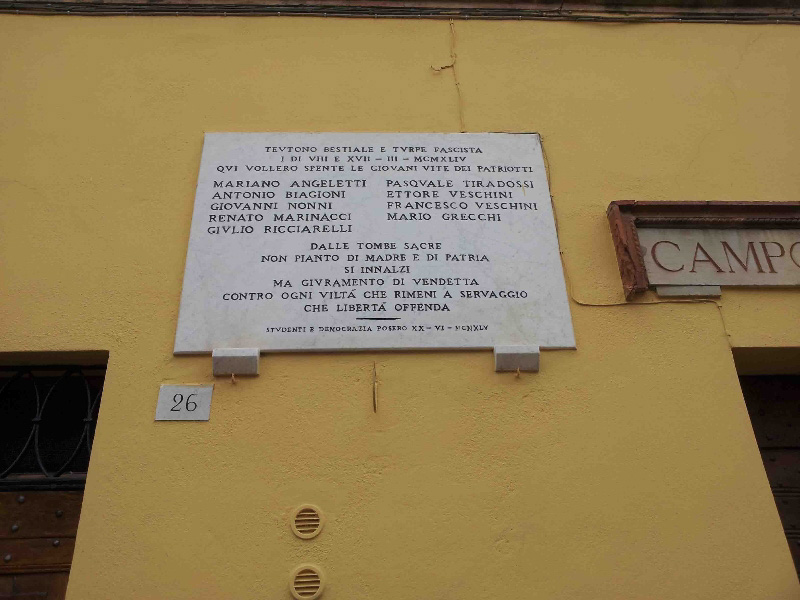 TEVTONO BESTIALE E TVRPE FASCISTA
I DI VIII E XVII - III - MCMXLIV
QVI VOLLERO SPENTE LE GIOVANI VITE DEI PATRIOTTI
MARIANO ANGELETTI PASQVALE TIRADOSSI
ANTONIO BIAGIONI ETTORE VESCHINI
GIOVANNI NONNI FRANCESCO VESCHINI
RENATO MARINACCI MARIO GRECCHI
GIVLIO RICCIARELLI
DALLE TOMBE SACRE
NON PIANTO DI MADRE E DI PATRIA
SI INNALZI
MA GIVRAMENTO DI VENDETTA
CONTRO OGNI VILTÁ CHE RIMENI A SERVAGGIO
CHE LIBERTÁ OFFENDA
STVDENTI E DEMOCRAZIA POSERO XX - VI - MCMXLV
26
CAMPO